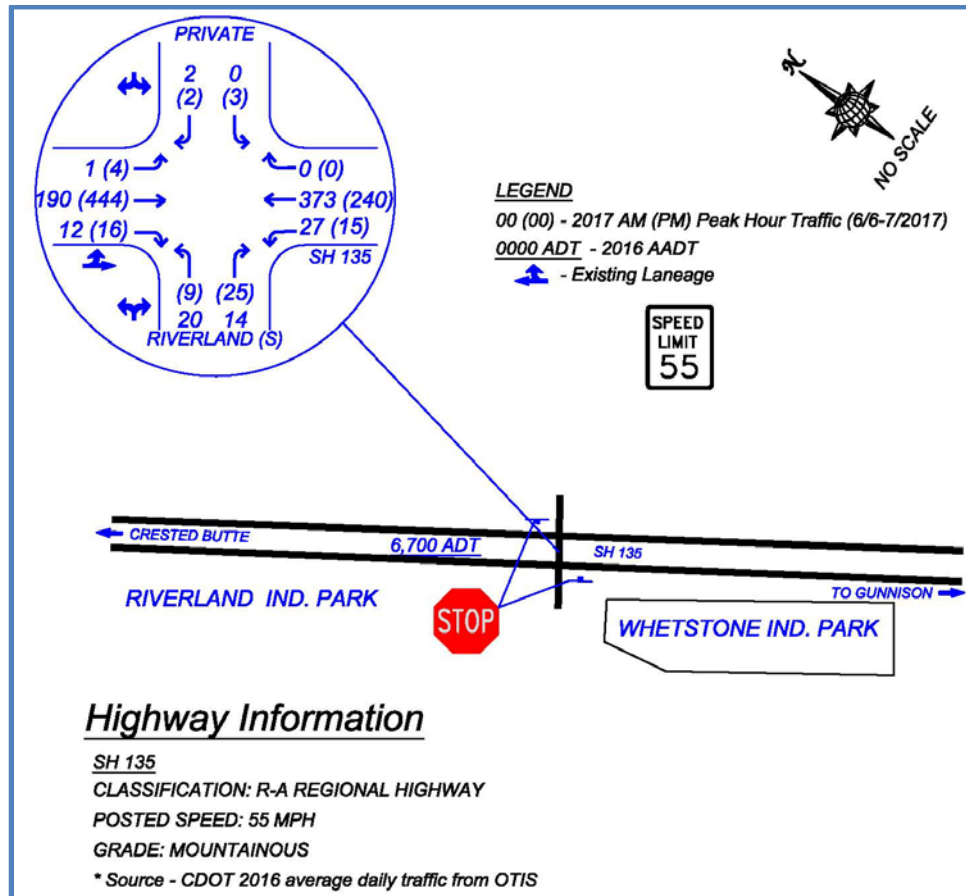 PRIVATE
2 0
(2) (3)
1 (4) 0 (0)
190 (444) 373 (240)
12 (16) 27 (15)
SH 135
(9) (25)
20 14
RIVERLAND (S)
N
NO SCALE
LEGEND
00 (00) - 2017 AM (PM) Peak Hour Traffic (6/6-7/2017)
0000 ADT - 2016 AADT
- Existing Laneage
SPEED
LIMIT
55
CRESTED BUTTE
6,700 ADT
SH 135
TO GUNNISON
RIVERLAND IND. PARK
STOP
WHETSTONE IND. PARK
Highway Information
SH 135
CLASSIFICATION: R-A REGIONAL HIGHWAY
POSTED SPEED: 55 MPH
GRADE: MOUNTAINOUS
* Source - CDOT 2016 average daily traffic from OTIS